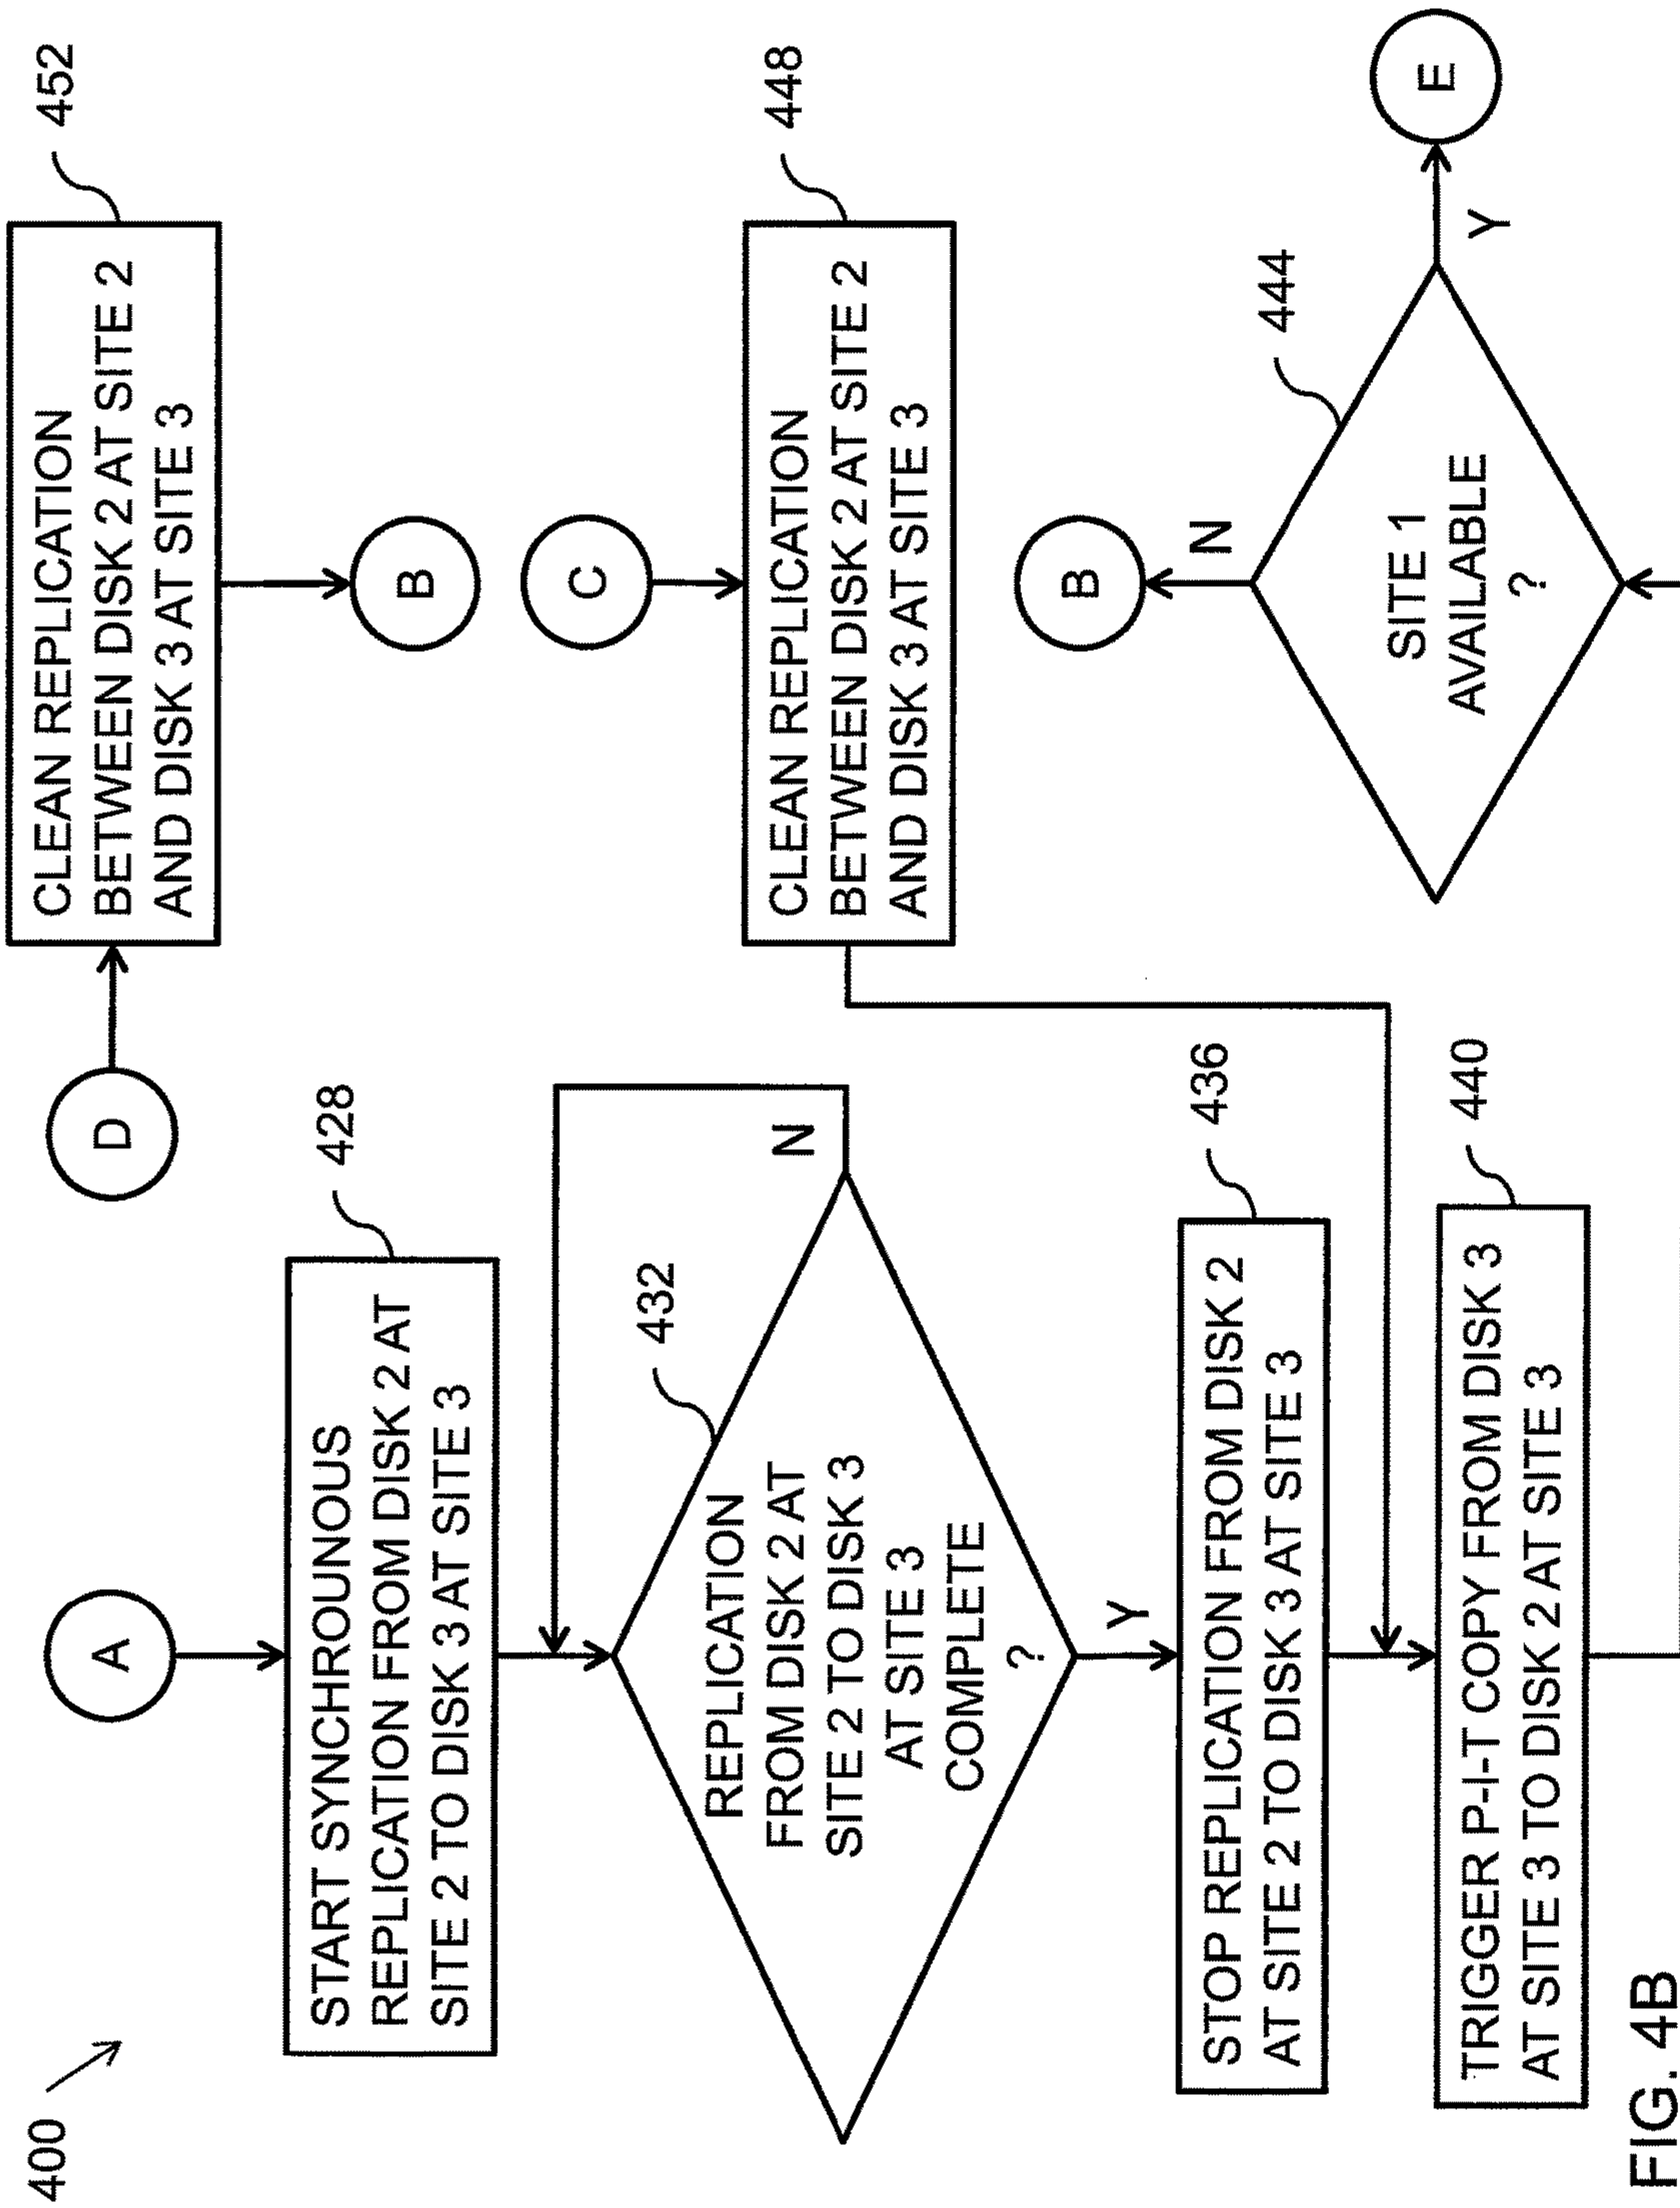 400
A
START SYNCHROUNOUS
REPLICATION FROM DISK 2 AT
SITE 2 TO DISK 3 AT SITE 3
428
REPLICATION
FROM DISK 2 AT
SITE 2 TO DISK 3
AT SITE 3
COMPLETE
?
432
N
Y
STOP REPLICATION FROM DISK 2
AT SITE 2 TO DISK 3 AT SITE 3
436
TRIGGER P-I-T COPY FROM DISK 3
AT SITE 3 TO DISK 2 AT SITE 3
440
D
CLEAN REPLICATION
BETWEEN DISK 2 AT SITE 2
AND DISK 3 AT SITE 3
452
B
C
CLEAN REPLICATION
BETWEEN DISK 2 AT SITE 2
AND DISK 3 AT SITE 3
448
B
N
SITE 1
AVAILABLE
?
444
Y
E
FIG. 4B